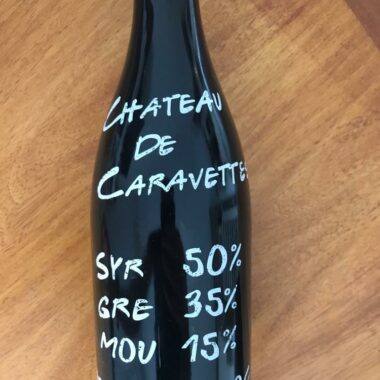 CHATEAU
DE
CARAVETTES
SYR 50%
GRE 35%
MOU 15%